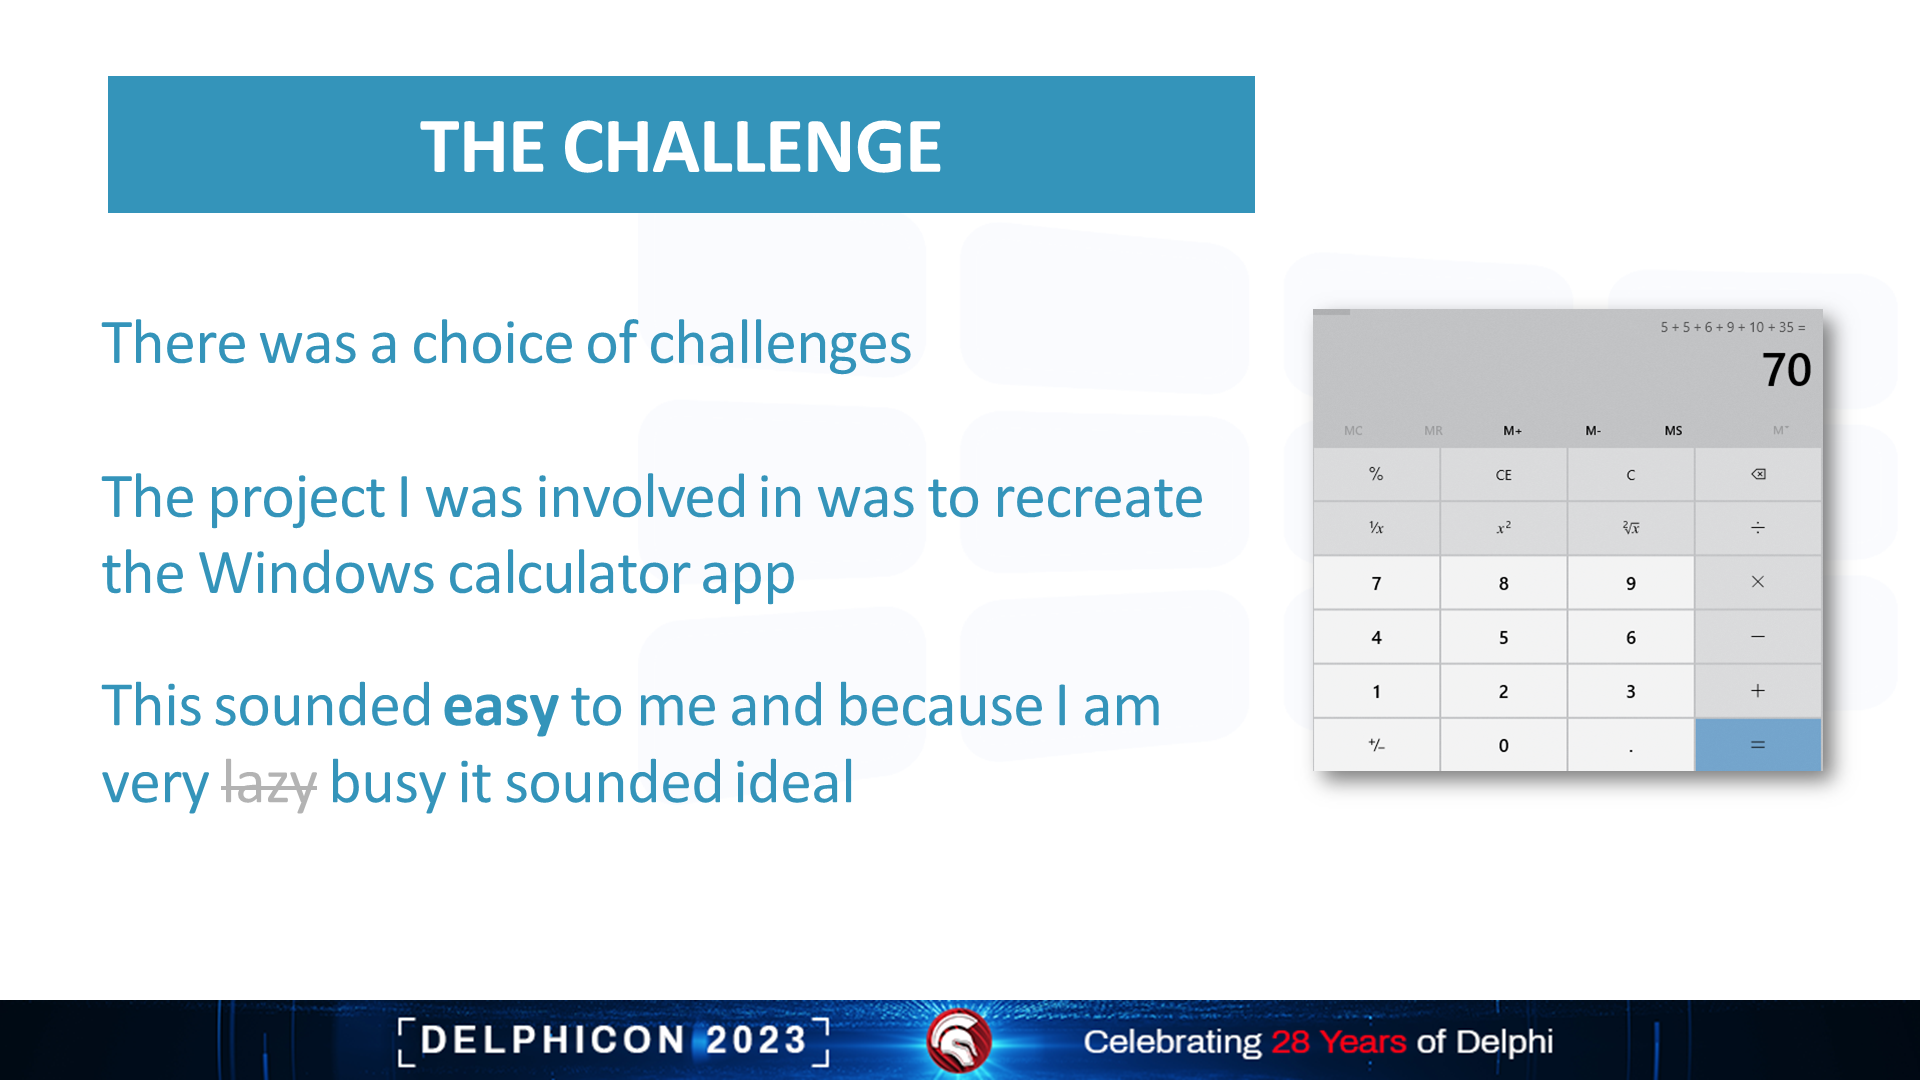 THE CHALLENGE
There was a choice of challenges
The project I was involved in was to recreate
the Windows calculator app
This sounded easy to me and because I am
very lazy busy it sounded ideal
5 + 5 + 6 + 9 + 10 + 35 =
70
MC MR M+ M- MS M˅
% CE C ⌫
¹⁄x x² ²√x ÷
7 8 9 ×
4 5 6 −
1 2 3 +
+/− 0 . =
DELPHICON 2023
Celebrating 28 Years of Delphi